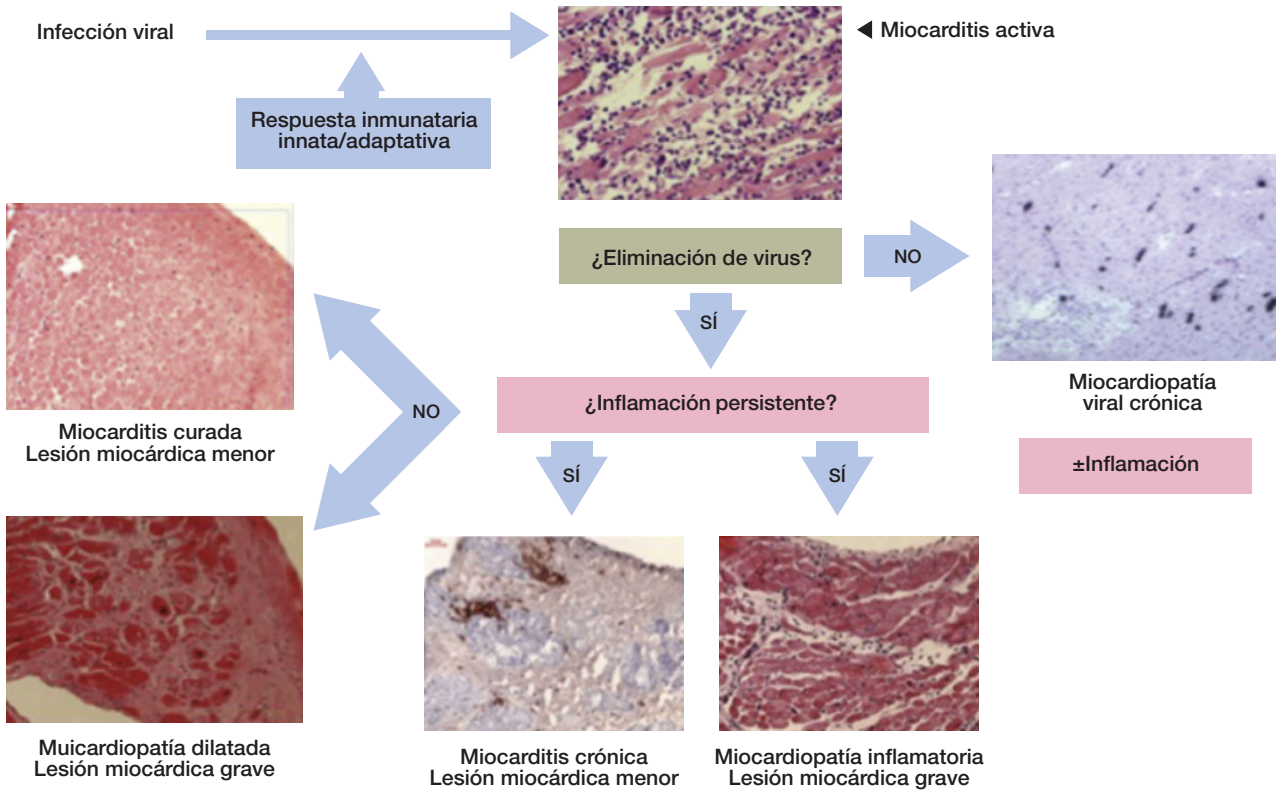 Infección viral
◀ Miocarditis activa
Respuesta inmunataria
innata/adaptativa
¿Eliminación de virus?
NO
SÍ
Miocardiopatía
viral crónica
±Inflamación
¿Inflamación persistente?
NO
SÍ
SÍ
Miocarditis curada
Lesión miocárdica menor
Muicardiopatía dilatada
Lesión miocárdica grave
Miocarditis crónica
Lesión miocárdica menor
Miocardiopatía inflamatoria
Lesión miocárdica grave